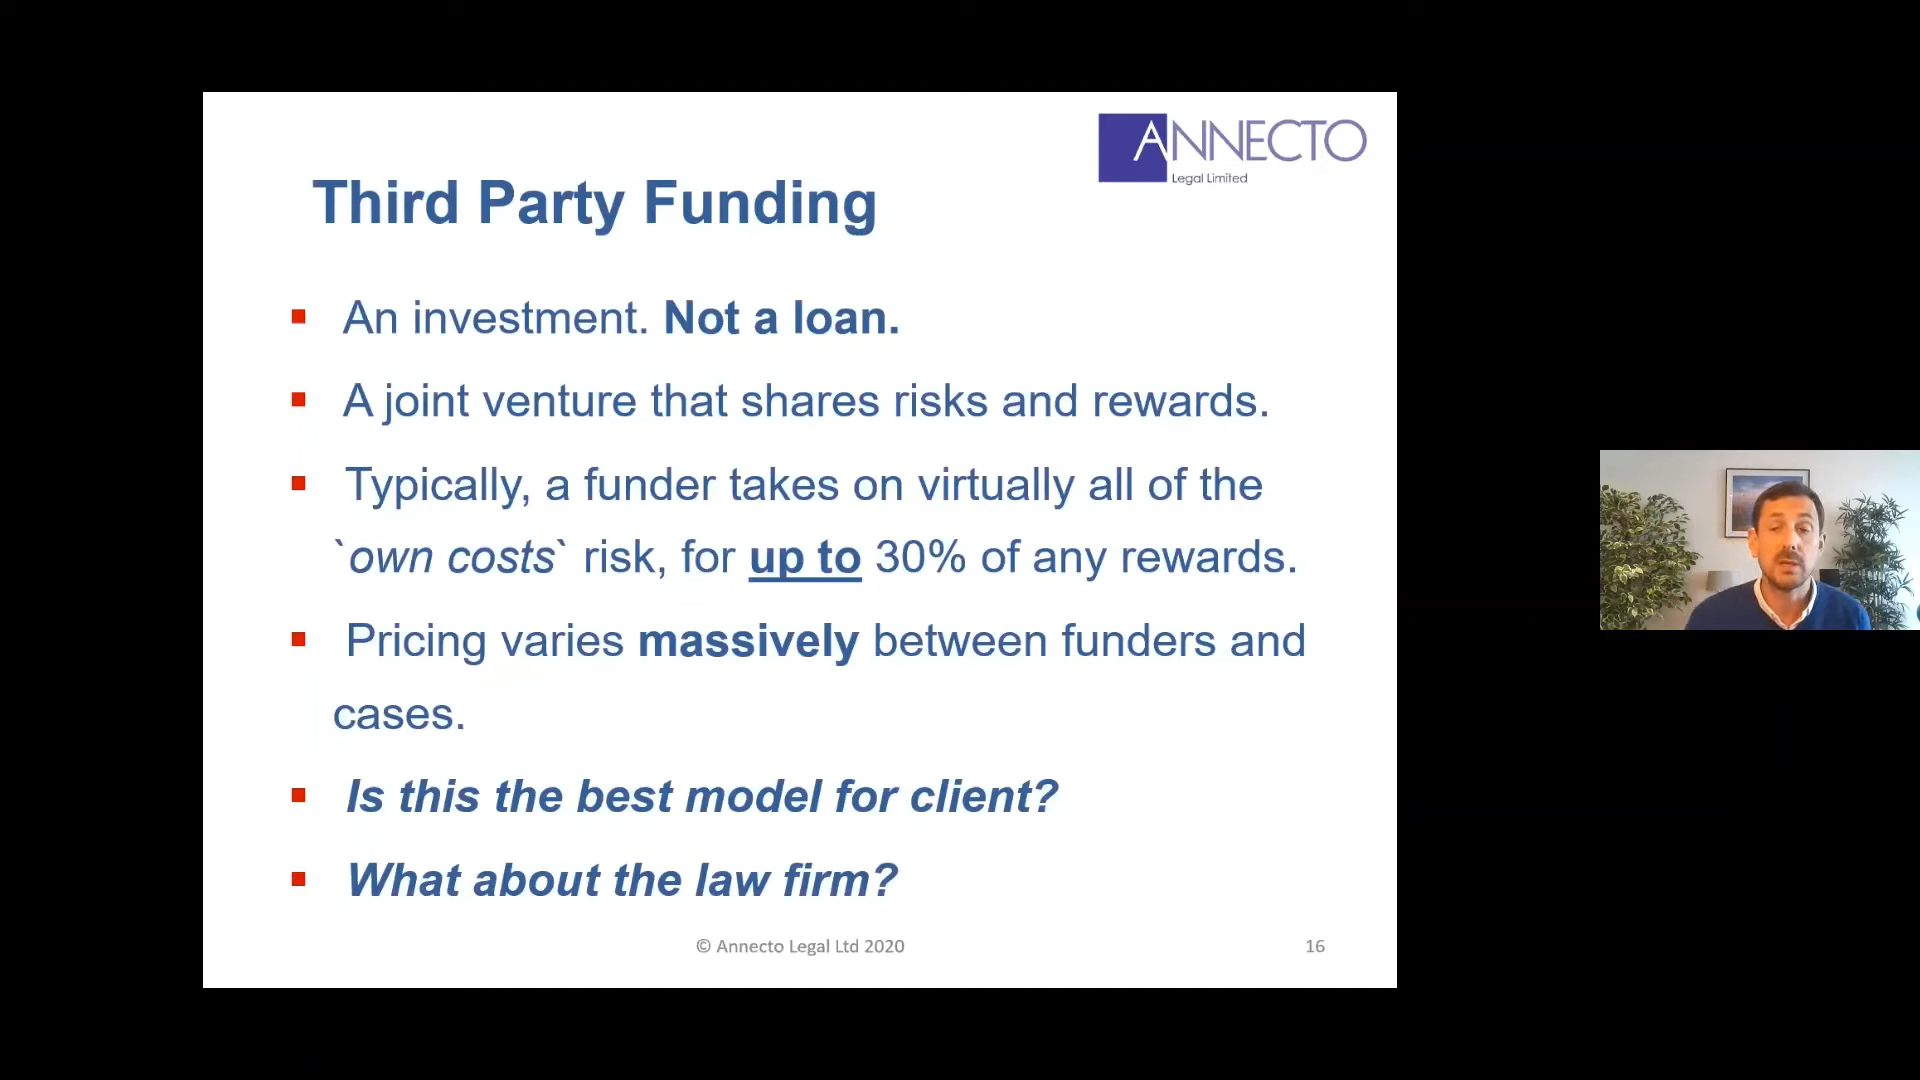 ANNECTO
Legal Limited
Third Party Funding
An investment. Not a loan.
A joint venture that shares risks and rewards.
Typically, a funder takes on virtually all of the
`own costs` risk, for up to 30% of any rewards.
Pricing varies massively between funders and
cases.
Is this the best model for client?
What about the law firm?
© Annecto Legal Ltd 2020
16